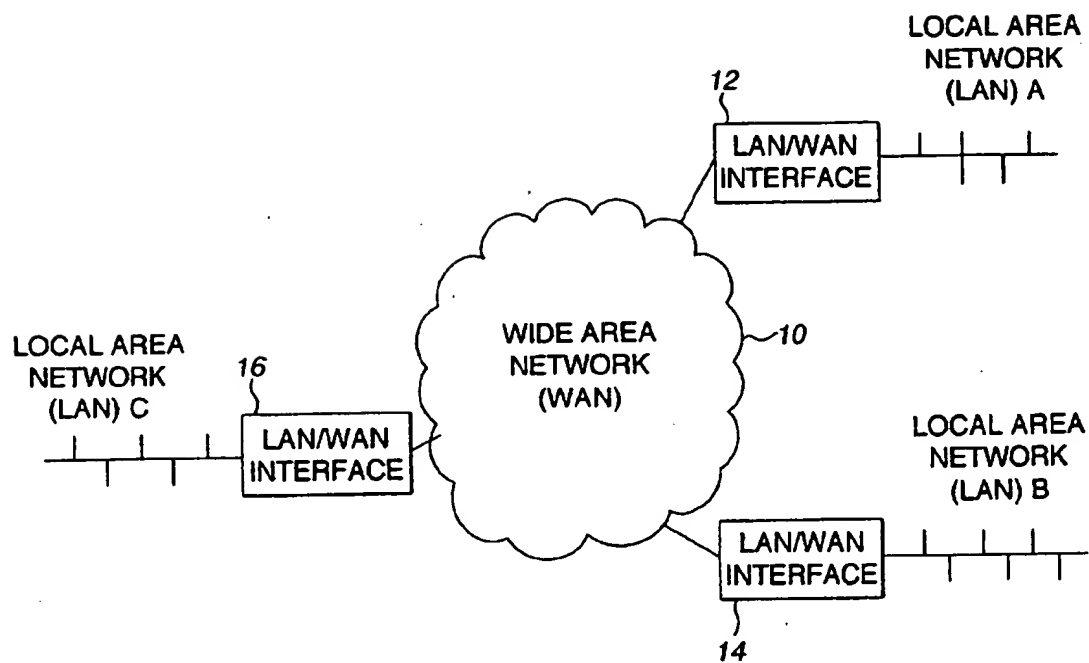 LOCAL AREA
NETWORK
(LAN) A
12
LAN/WAN
INTERFACE
WIDE AREA
NETWORK
(WAN)
10
LOCAL AREA
NETWORK
(LAN) C
16
LAN/WAN
INTERFACE
LOCAL AREA
NETWORK
(LAN) B
LAN/WAN
INTERFACE
14